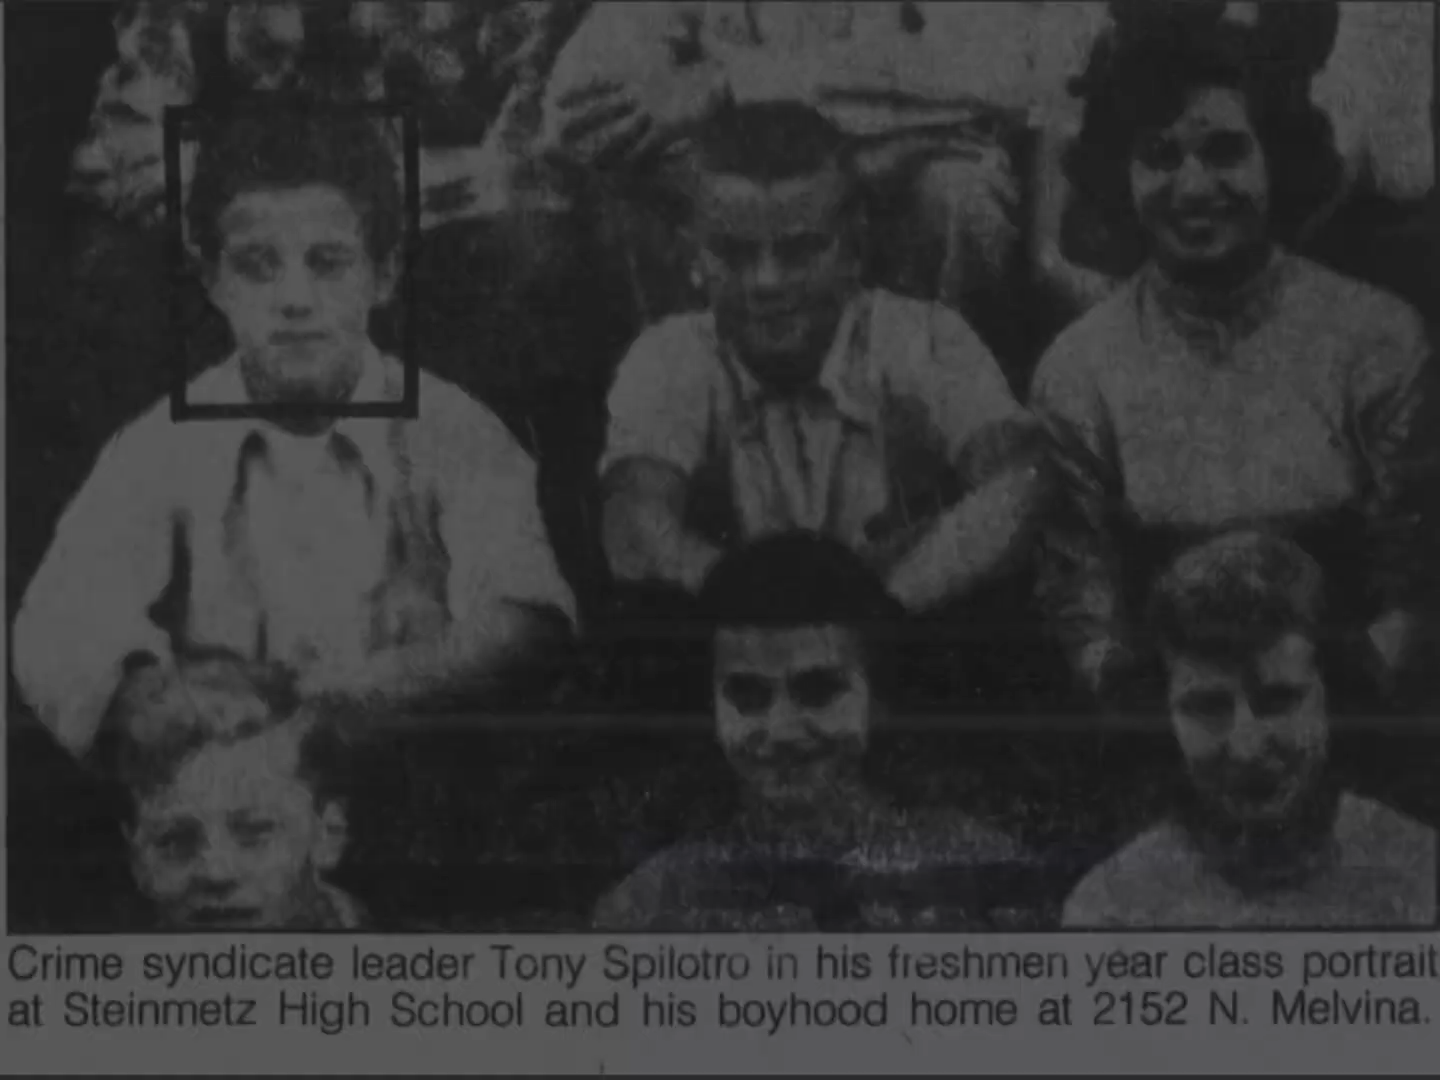 Crime syndicate leader Tony Spilotro in his freshmen year class portrait
at Steinmetz High School and his boyhood home at 2152 N. Melvina.